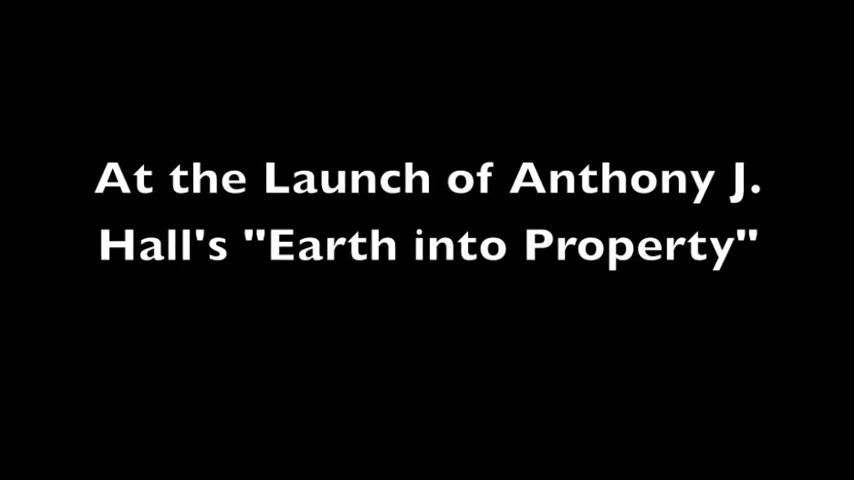 At the Launch of Anthony J.
Hall's "Earth into Property"